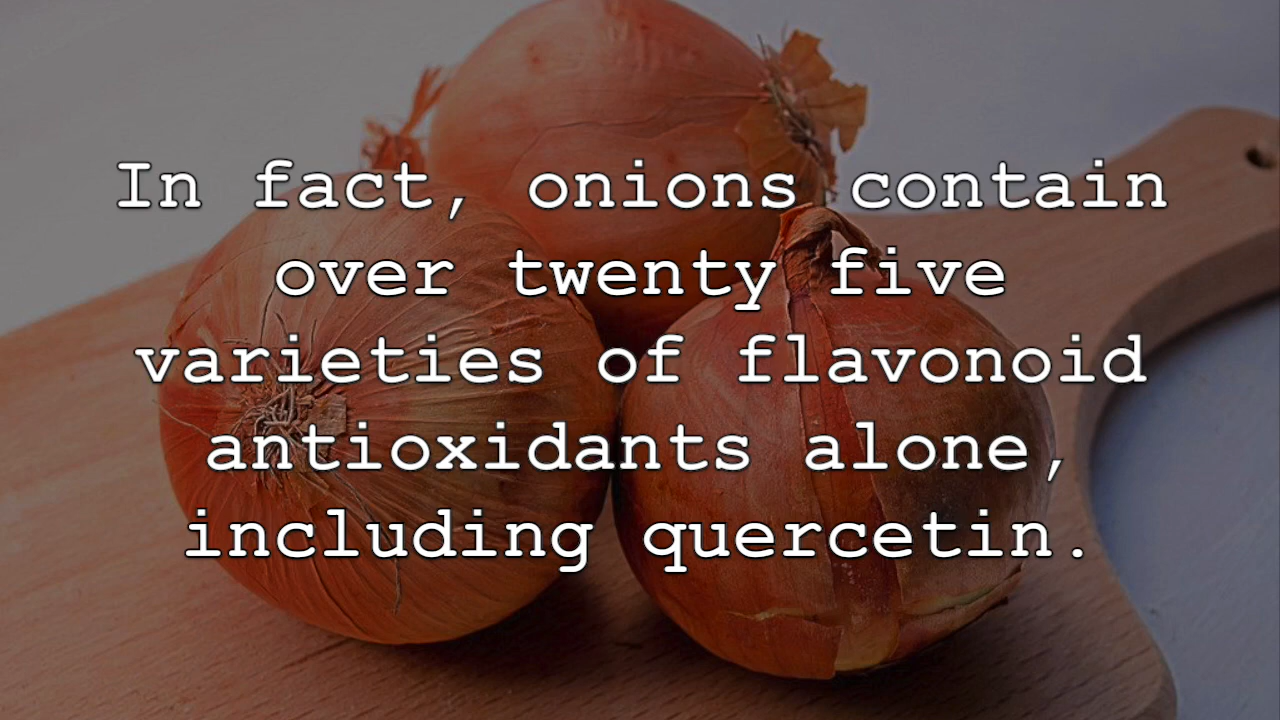 In fact, onions contain
over twenty five
varieties of flavonoid
antioxidants alone,
including quercetin.